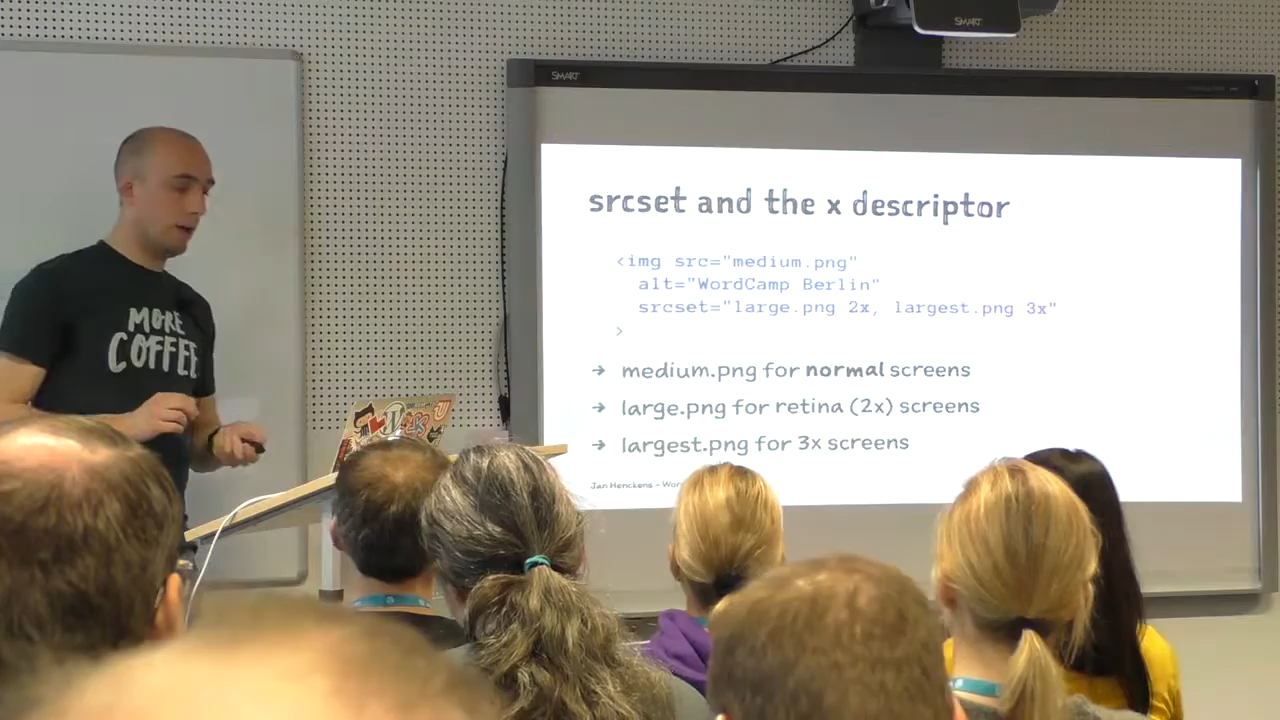 SMART
SMART
srcset and the x descriptor
<img src="medium.png"
alt="WordCamp Berlin"
srcset="large.png 2x, largest.png 3x"
>
→ medium.png for normal screens
→ large.png for retina (2x) screens
→ largest.png for 3x screens
Jan Henckens –
MORE
COFFEE